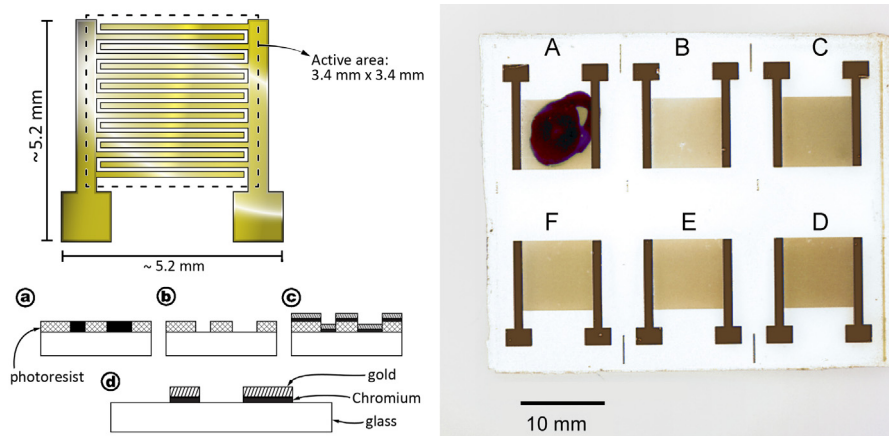 ~ 5.2 mm
Active area:
3.4 mm x 3.4 mm
~ 5.2 mm
a
b
c
photoresist
d
gold
Chromium
glass
A B C
F E D
10 mm